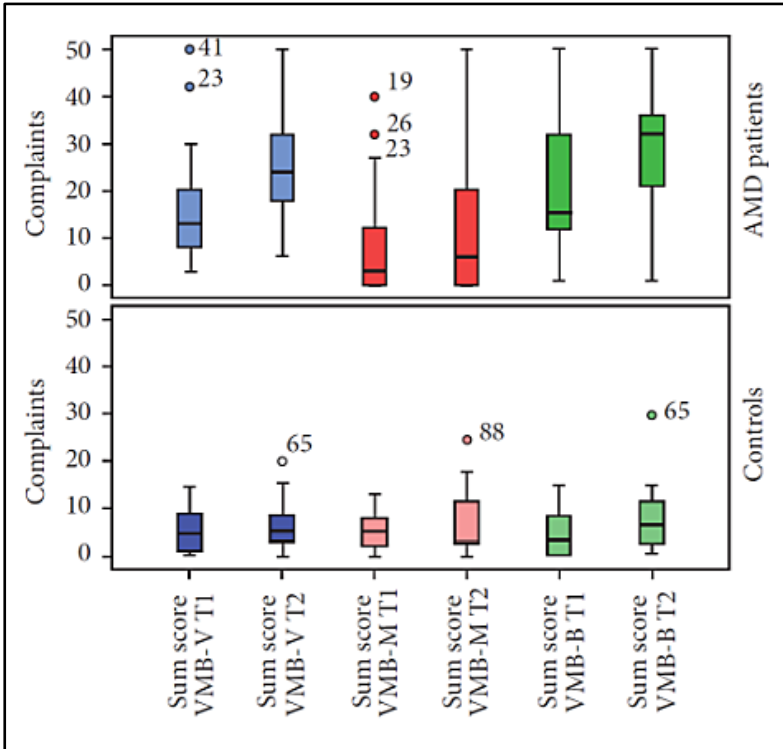 50
40
30
20
10
0
Complaints
41
23
19
26
23
AMD patients
50
40
30
20
10
0
Complaints
65
88
65
Controls
Sum score
VMB-V T1
Sum score
VMB-V T2
Sum score
VMB-M T1
Sum score
VMB-M T2
Sum score
VMB-B T1
Sum score
VMB-B T2